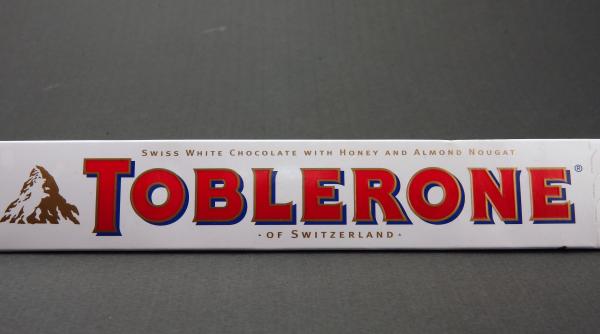 Swiss White Chocolate with Honey and Almond Nougat
TOBLERONE®
· OF SWITZERLAND ·